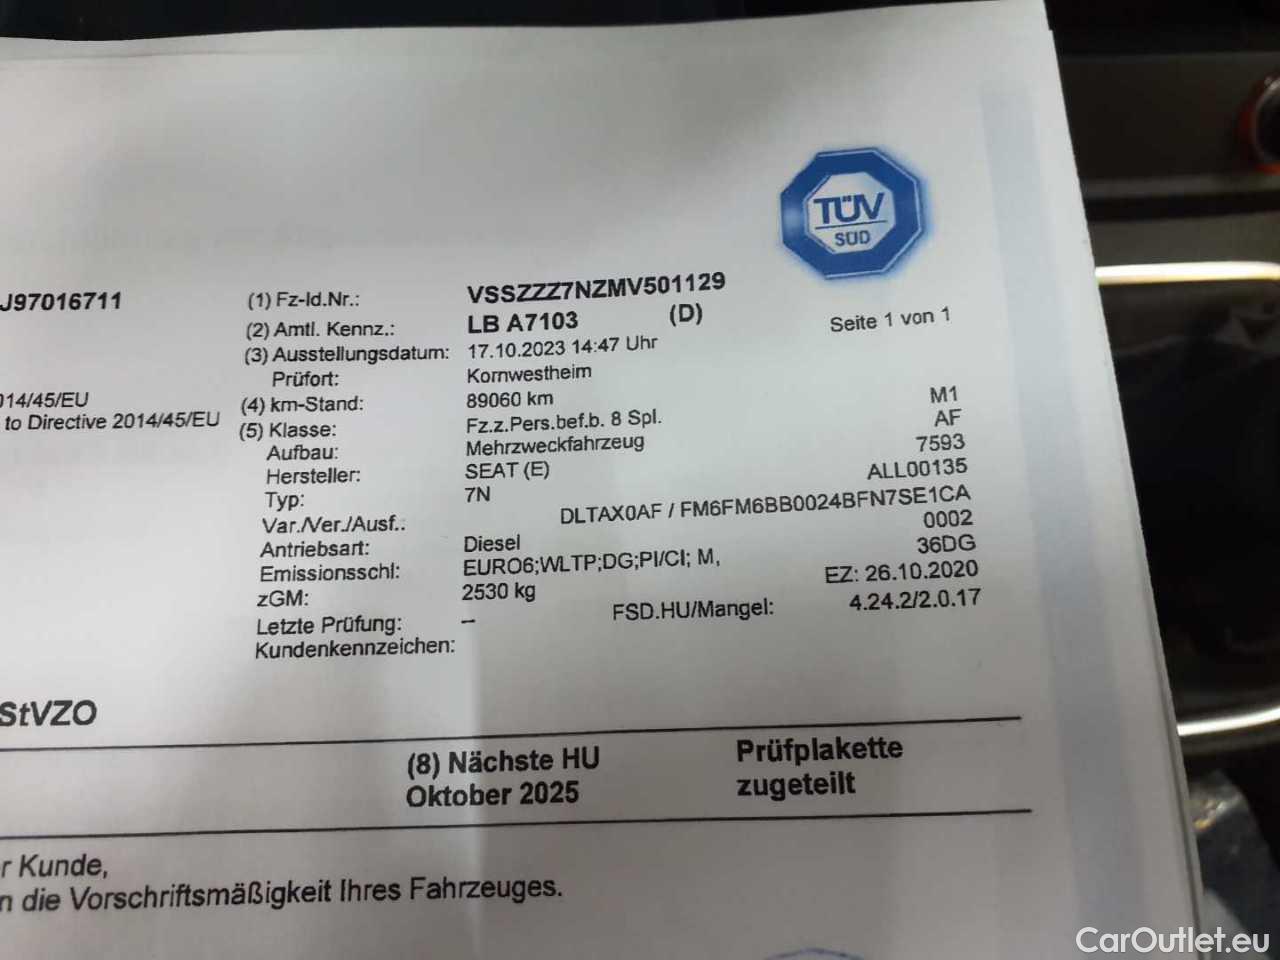 TÜV
SÜD
J97016711
(1) Fz-Id.Nr.: VSSZZZ7NZMV501129
(2) Amtl. Kennz.: LB A7103 (D)
Seite 1 von 1
(3) Ausstellungsdatum: 17.10.2023 14:47 Uhr
Prüfort: Kornwestheim
014/45/EU
(4) km-Stand: 89060 km
to Directive 2014/45/EU
(5) Klasse: Fz.z.Pers.bef.b. 8 Spl. M1
Aufbau: Mehrzweckfahrzeug AF
Hersteller: SEAT (E) 7593
Typ: 7N ALL00135
Var./Ver./Ausf.: DLTAX0AF / FM6FM6BB0024BFN7SE1CA
Antriebsart: Diesel 0002
Emissionsschl: EURO6;WLTP;DG;PI/CI; M, 36DG
zGM: 2530 kg EZ: 26.10.2020
Letzte Prüfung: -- FSD.HU/Mangel: 4.24.2/2.0.17
Kundenkennzeichen:
StVZO
(8) Nächste HU
Oktober 2025
Prüfplakette
zugeteilt
r Kunde,
n die Vorschriftsmäßigkeit Ihres Fahrzeuges.
CarOutlet.eu